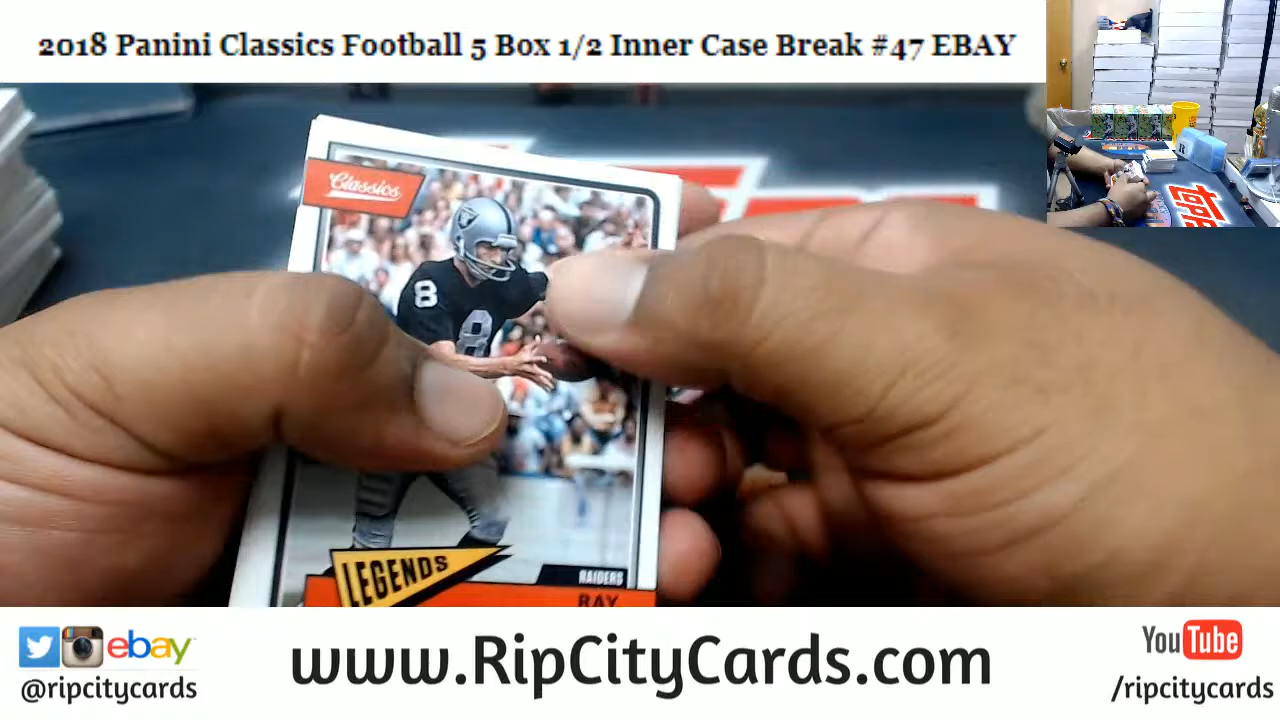 2018 Panini Classics Football 5 Box 1/2 Inner Case Break #47 EBAY
Classics
8
8
LEGENDS
RAIDERS
RAY
ebay
@ripcitycards
www.RipCityCards.com
YouTube
/ripcitycards